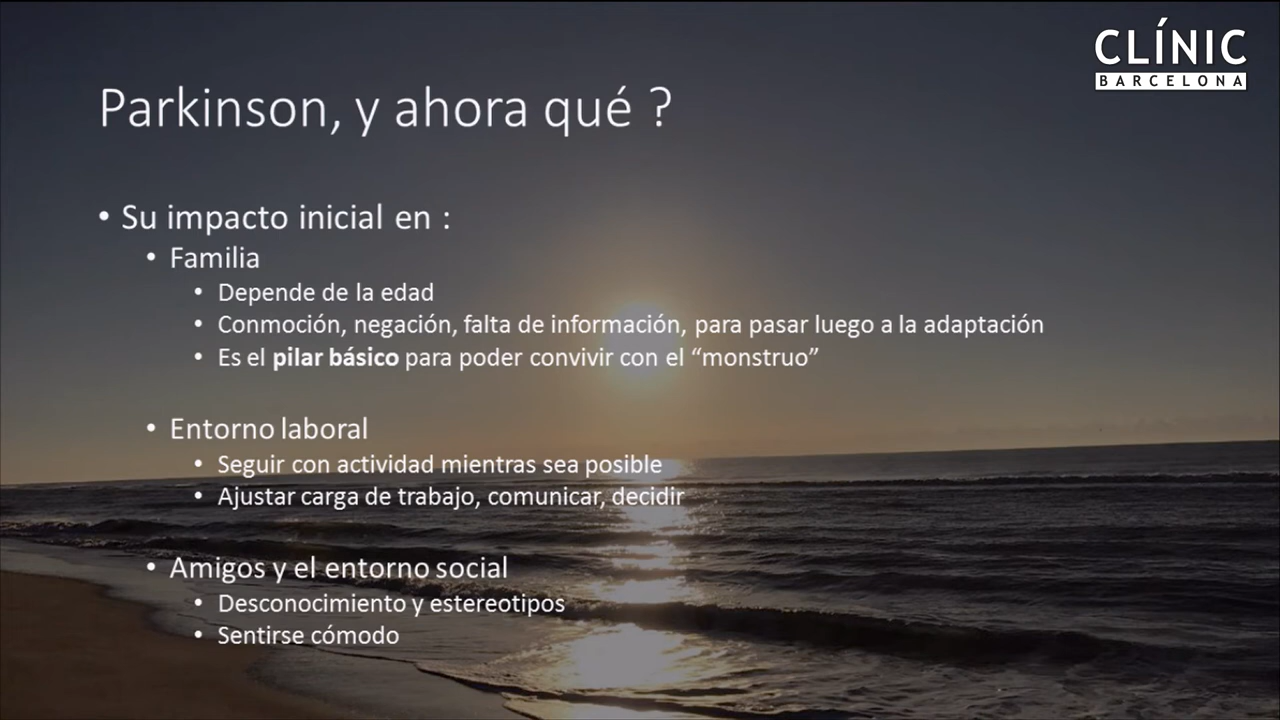 CLÍNIC
BARCELONA
Parkinson, y ahora qué ?
• Su impacto inicial en :
• Familia
• Depende de la edad
• Conmoción, negación, falta de información, para pasar luego a la adaptación
• Es el pilar básico para poder convivir con el “monstruo”
• Entorno laboral
• Seguir con actividad mientras sea posible
• Ajustar carga de trabajo, comunicar, decidir
• Amigos y el entorno social
• Desconocimiento y estereotipos
• Sentirse cómodo